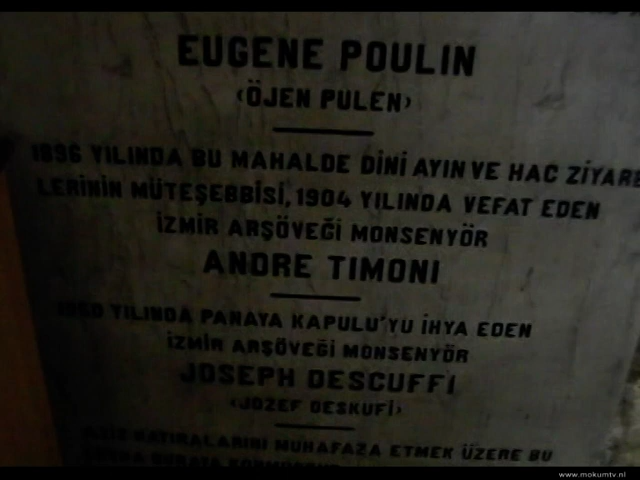 EUGENE POULIN
‹ÖJEN PULEN›
1896 YILINDA BU MAHALDE DİNİ AYIN VE HAC ZİYARE
LERİNİN MÜTEŞEBBİSİ, 1904 YILINDA VEFAT EDEN
İZMİR ARŞÖVEĞİ MONSENYÖR
ANDRE TIMONI
YILINDA PANAYA KAPULU'YU İHYA EDEN
İZMİR ARŞÖVEĞİ MONSENYÖR
JOSEPH DESCUFFI
‹JOZEF DESKUFİ›
AZİZ HATIRALARINI MUHAFAZA ETMEK ÜZERE BU
www.mokumtv.nl